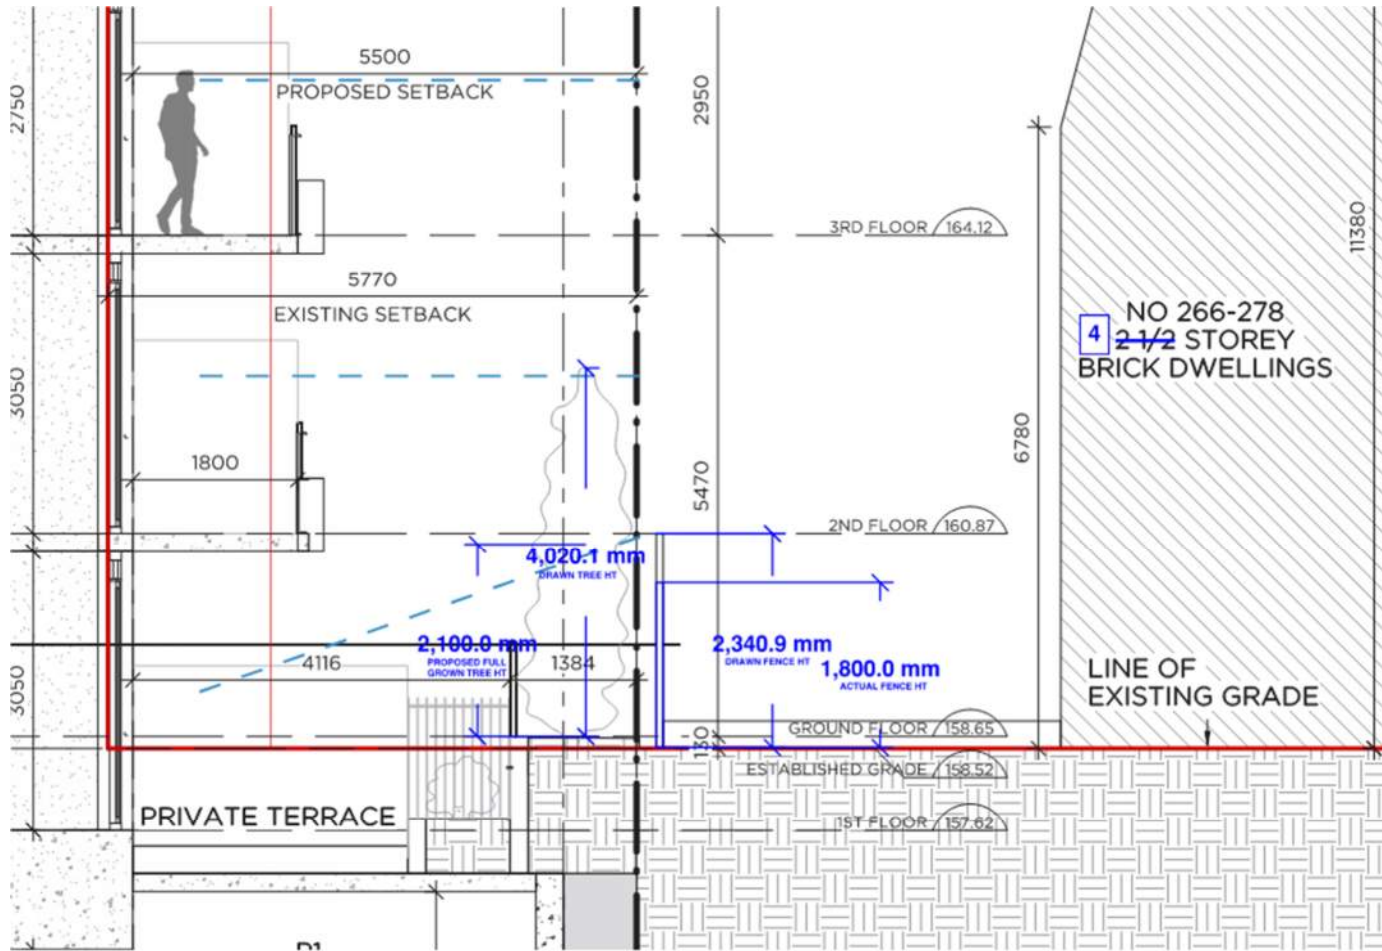 5500
PROPOSED SETBACK
2750
2950
3RD FLOOR 164.12
11380
5770
EXISTING SETBACK
NO 266-278
4 2 1/2 STOREY
BRICK DWELLINGS
3050
6780
1800
5470
2ND FLOOR 160.87
4,020.1 mm
DRAWN TREE HT
2,100.0 mm
PROPOSED FULL
GROWN TREE HT
4116
1384
2,340.9 mm
DRAWN FENCE HT
1,800.0 mm
ACTUAL FENCE HT
3050
LINE OF
EXISTING GRADE
GROUND FLOOR 158.65
130
ESTABLISHED GRADE 158.52
PRIVATE TERRACE
1ST FLOOR 157.62
P1